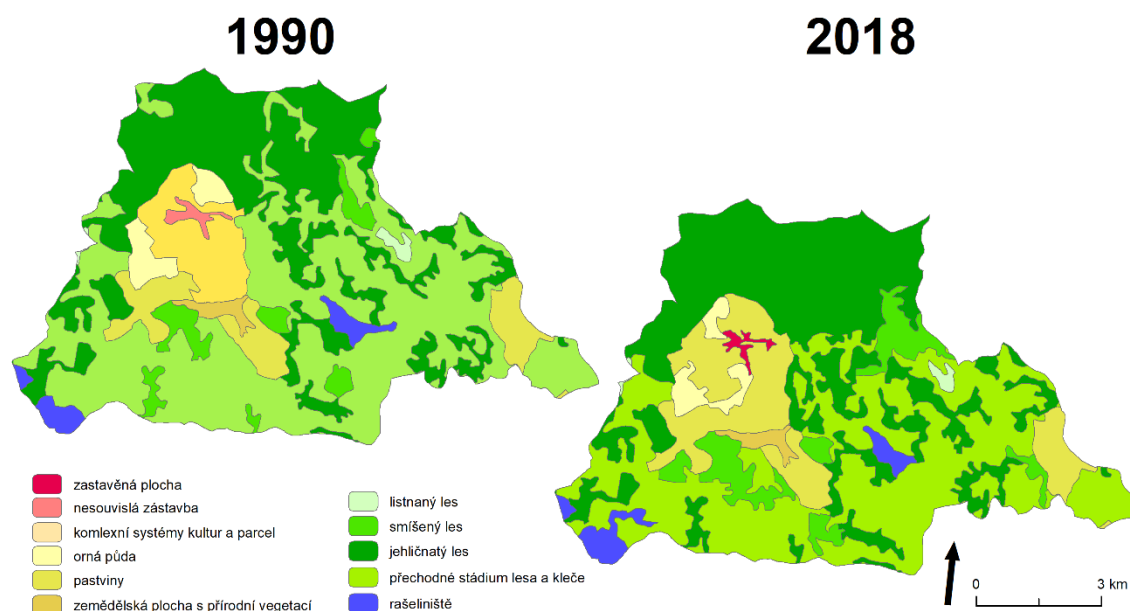 1990
2018
zastavěná plocha
nesouvislá zástavba
komlexní systémy kultur a parcel
orná půda
pastviny
zemědělská plocha s přírodní vegetací
listnaný les
smíšený les
jehličnatý les
přechodné stádium lesa a kleče
rašeliniště
0 3 km